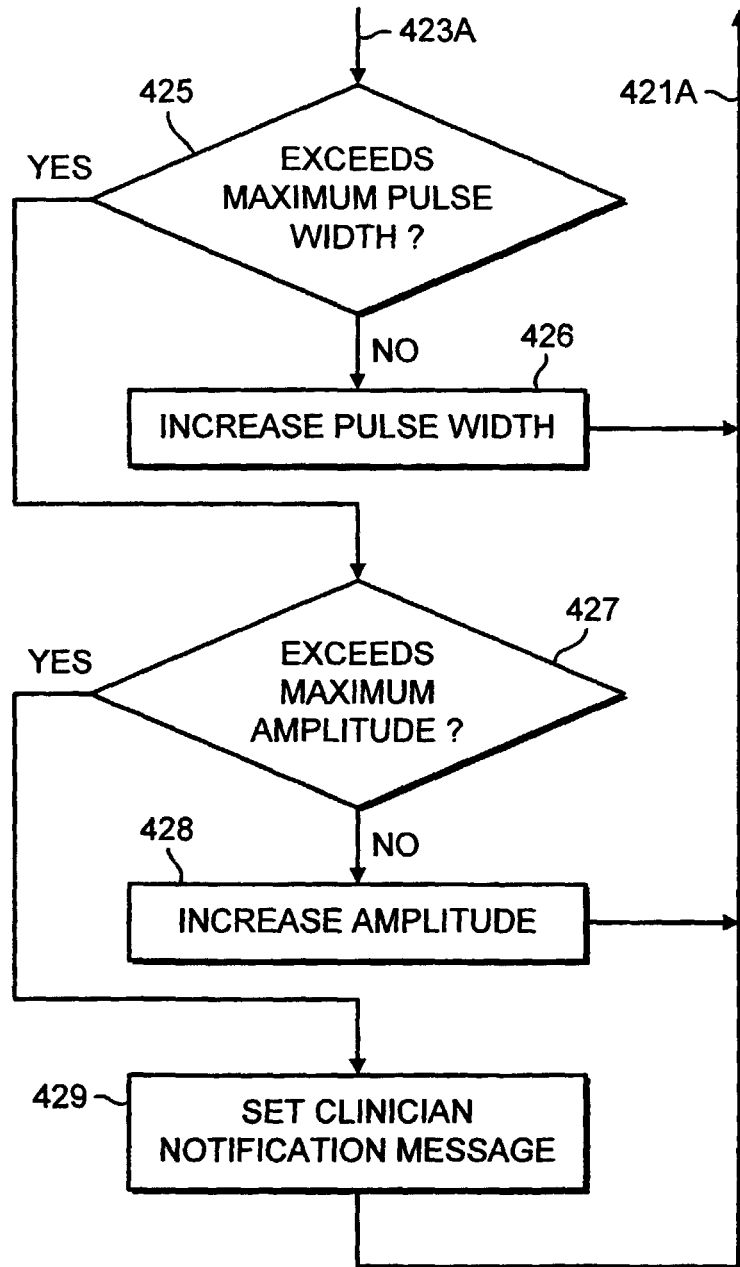 423A
421A
425
YES
EXCEEDS
MAXIMUM PULSE
WIDTH ?
NO
426
INCREASE PULSE WIDTH
427
YES
EXCEEDS
MAXIMUM
AMPLITUDE ?
428
NO
INCREASE AMPLITUDE
429
SET CLINICIAN
NOTIFICATION MESSAGE